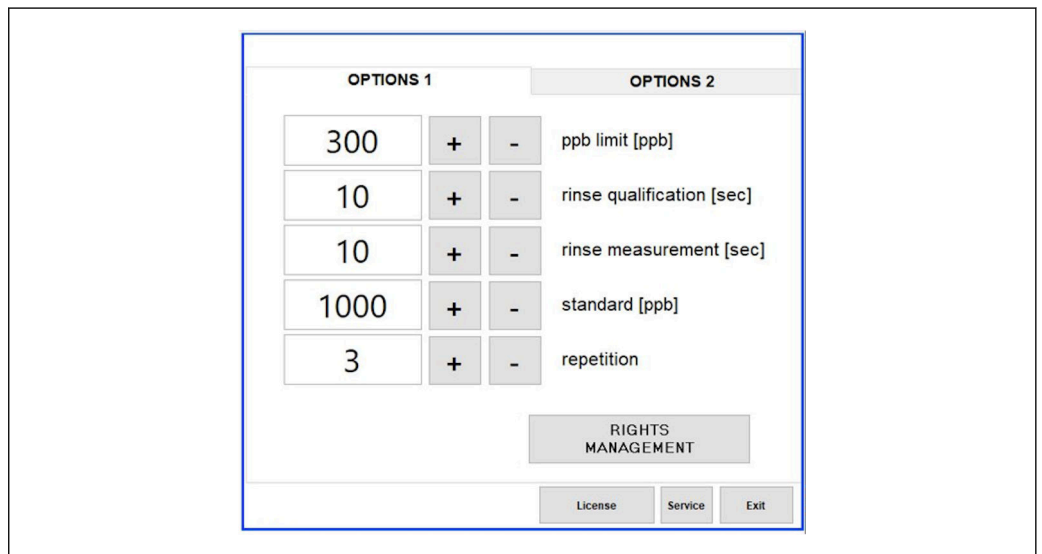 OPTIONS 1 OPTIONS 2
300 + - ppb limit [ppb]
10 + - rinse qualification [sec]
10 + - rinse measurement [sec]
1000 + - standard [ppb]
3 + - repetition
RIGHTS
MANAGEMENT
License Service Exit